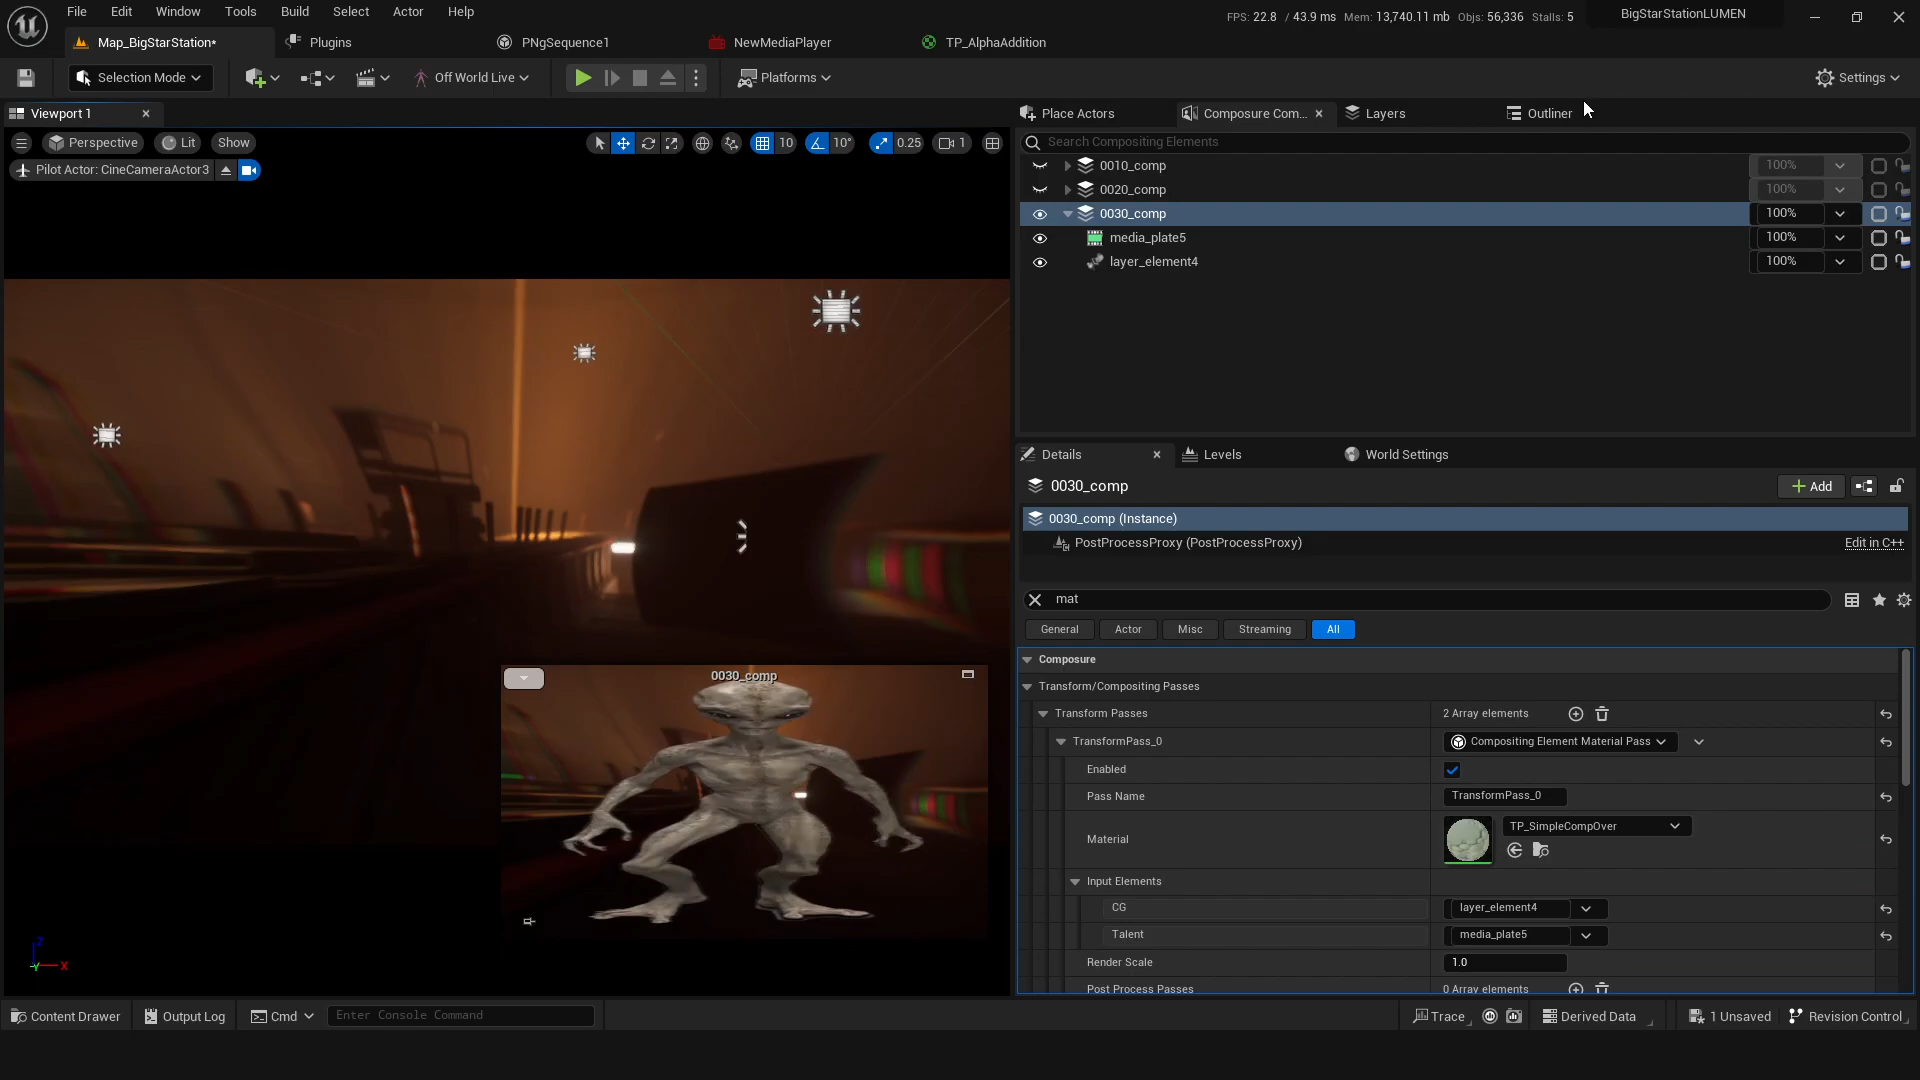 File Edit Window Tools Build Select Actor Help
FPS: 22.8 / 43.9 ms Mem: 13,740.11 mb Objs: 56,336 Stalls: 5
BigStarStationLUMEN
Map_BigStarStation* Plugins PNgSequence1 NewMediaPlayer TP_AlphaAddition
Selection Mode Off World Live Platforms Settings
Viewport 1
Place Actors Composure Com... Layers Outliner
Perspective Lit Show 10 10° 0.25 1
Search Compositing Elements
Pilot Actor: CineCameraActor3
0010_comp 100%
0020_comp 100%
0030_comp 100%
media_plate5 100%
layer_element4 100%
Details Levels World Settings
0030_comp
Add
0030_comp (Instance)
PostProcessProxy (PostProcessProxy) Edit in C++
mat
General Actor Misc Streaming All
Composure
Transform/Compositing Passes
Transform Passes 2 Array elements
TransformPass_0 Compositing Element Material Pass
Enabled
Pass Name TransformPass_0
Material TP_SimpleCompOver
Input Elements
CG layer_element4
Talent media_plate5
Render Scale 1.0
Post Process Passes 0 Array elements
0030_comp
Z
Y X
Content Drawer Output Log Cmd Enter Console Command
Trace Derived Data 1 Unsaved Revision Control